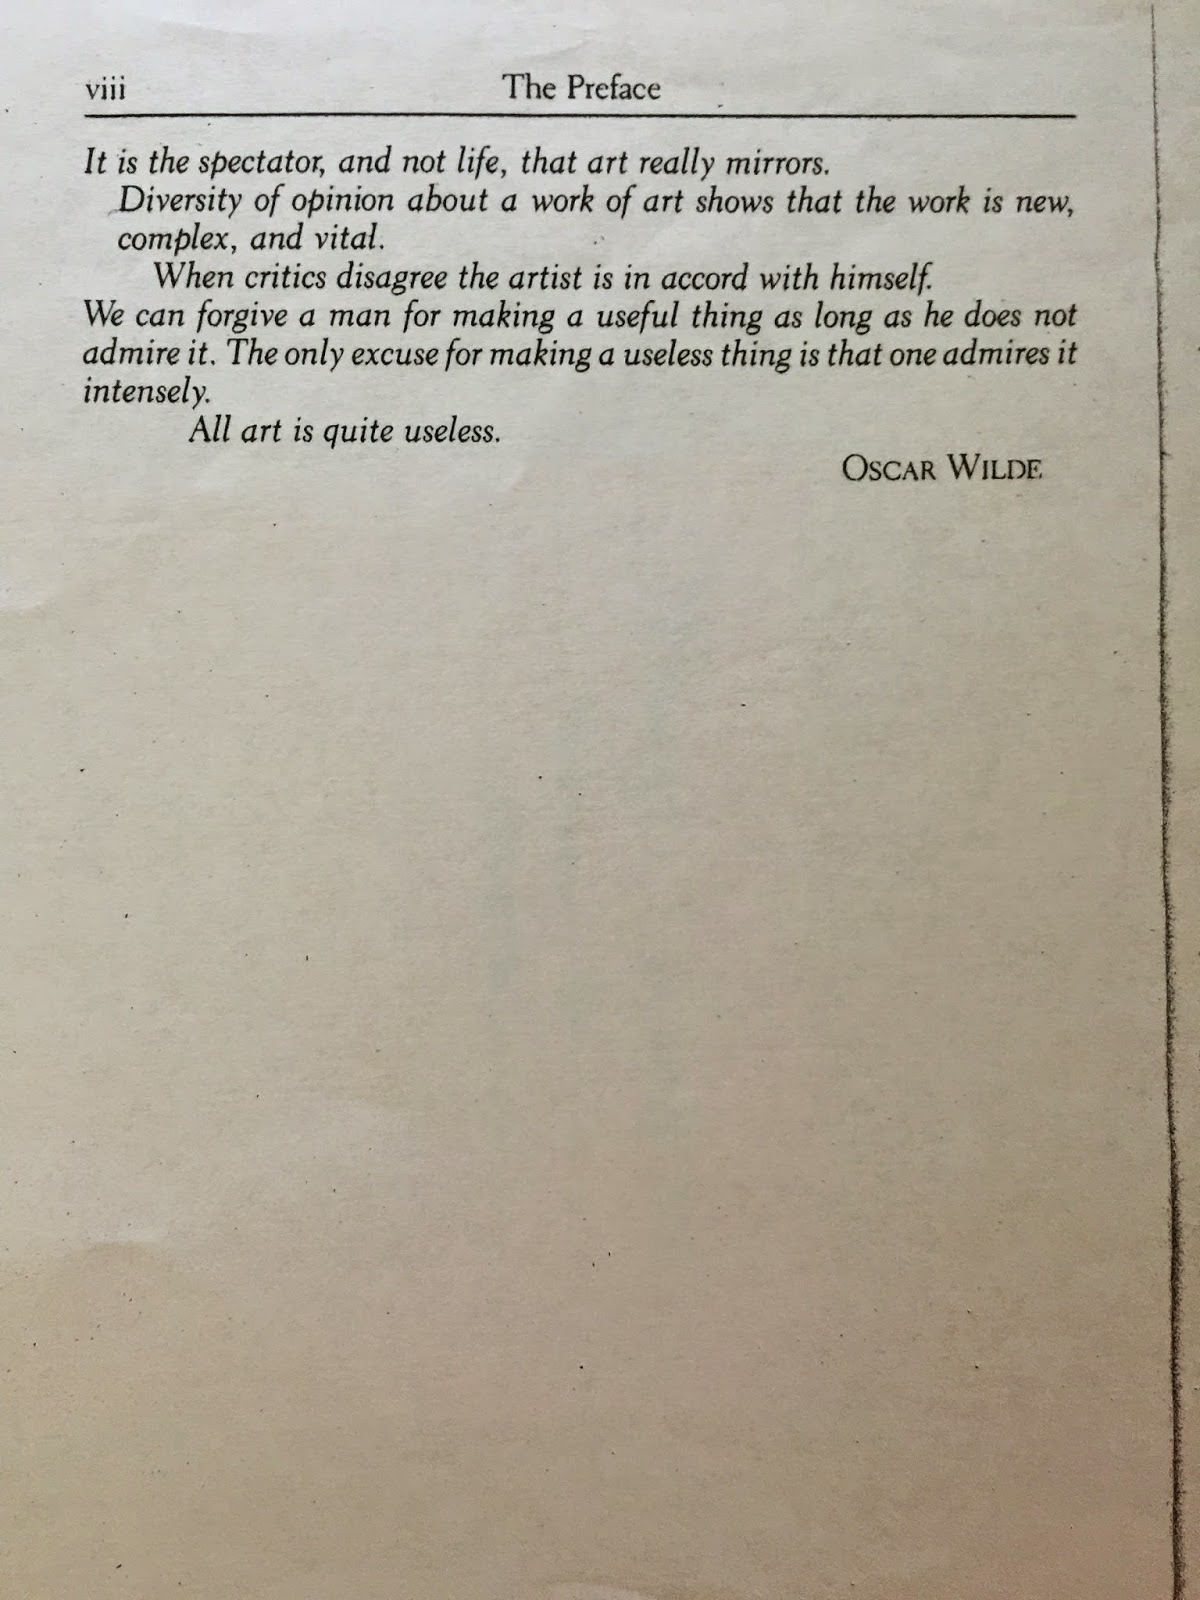 viii The Preface
It is the spectator, and not life, that art really mirrors.
Diversity of opinion about a work of art shows that the work is new,
complex, and vital.
When critics disagree the artist is in accord with himself.
We can forgive a man for making a useful thing as long as he does not
admire it. The only excuse for making a useless thing is that one admires it
intensely.
All art is quite useless.
OSCAR WILDE